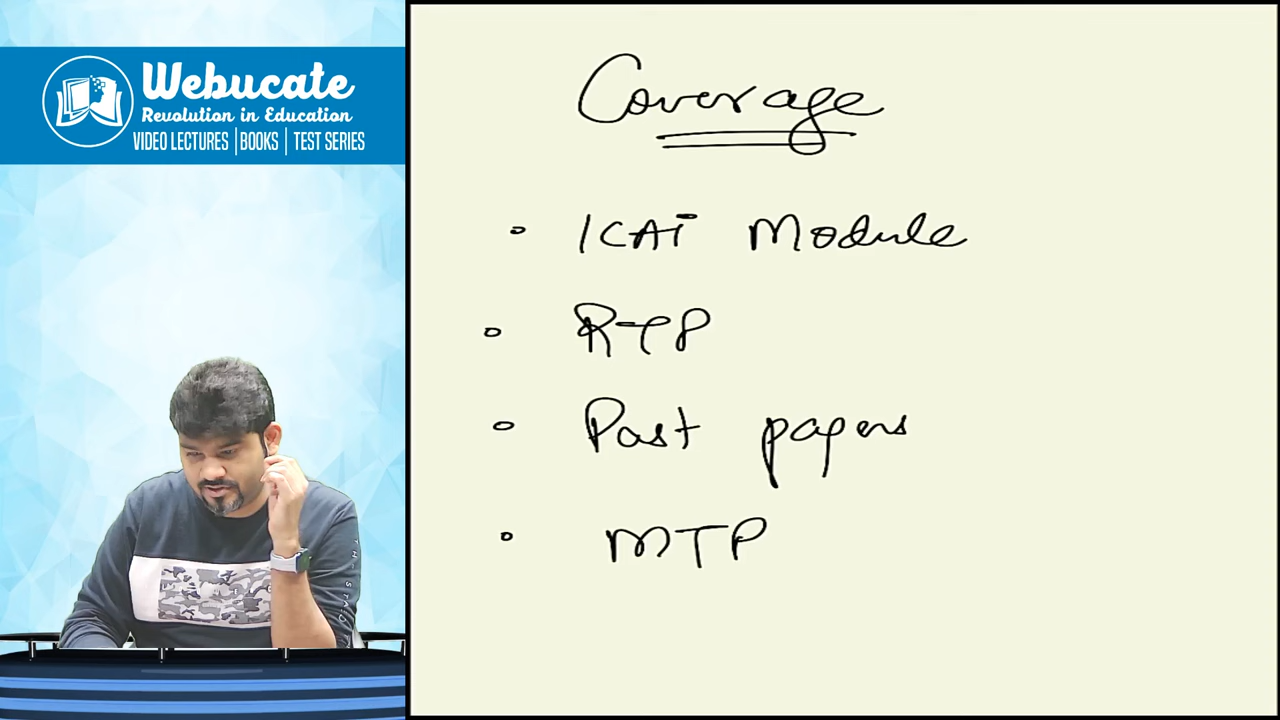 Webucate
Revolution in Education
VIDEO LECTURES | BOOKS | TEST SERIES
Coverage
ICAI Module
RTP
Past papers
MTP